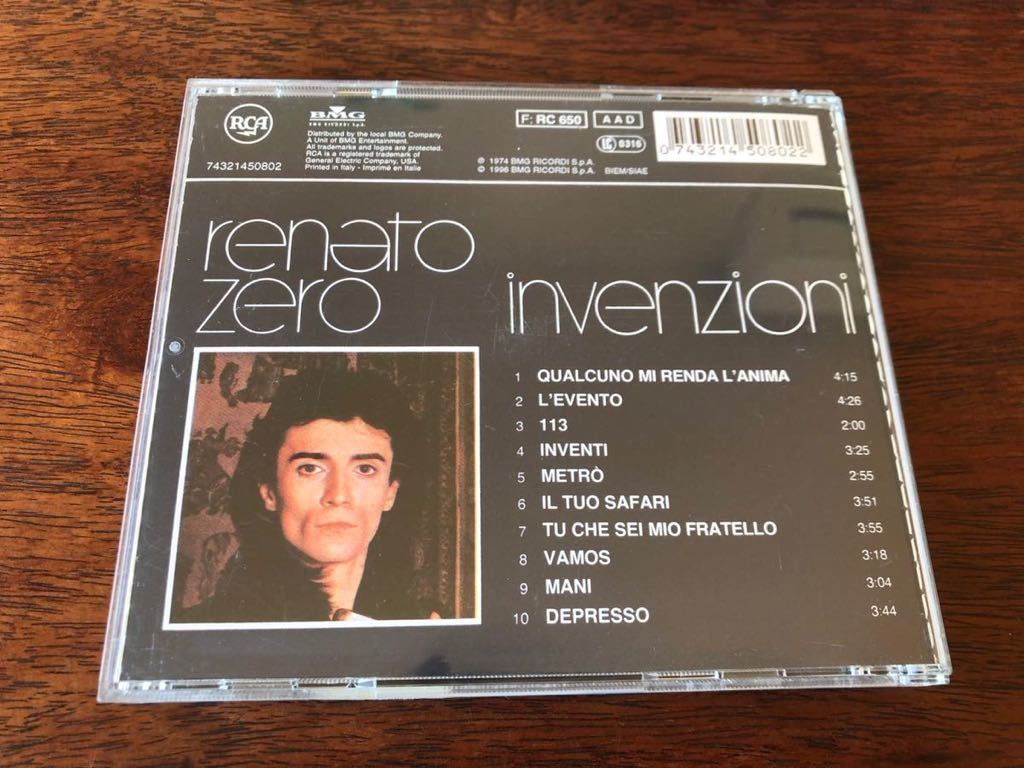 RCA
BMG
BMG RICORDI S.p.A.
74321450802
Distributed by the local BMG Company.
A Unit of BMG Entertainment.
All trademarks and logos are protected.
RCA is a registered trademark of
General Electric Company, USA.
Printed in Italy - Imprimé en Italie
F: RC 650
AAD
LC 0316
℗ 1974 BMG RICORDI S.p.A.
© 1996 BMG RICORDI S.p.A. BIEM/SIAE
0 743214 508022
renato
zero
invenzioni
1 QUALCUNO MI RENDA L'ANIMA 4:15
2 L'EVENTO 4:26
3 113 2:00
4 INVENTI 3:25
5 METRÒ 2:55
6 IL TUO SAFARI 3:51
7 TU CHE SEI MIO FRATELLO 3:55
8 VAMOS 3:18
9 MANI 3:04
10 DEPRESSO 3:44